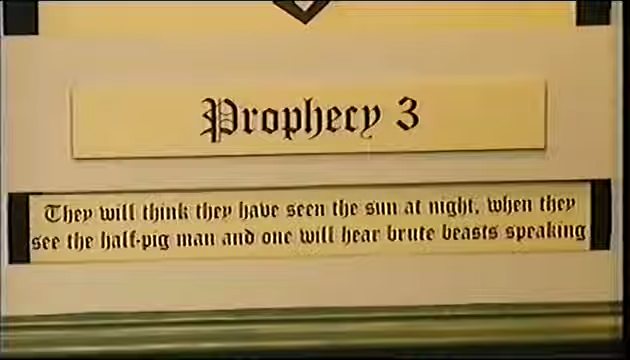 Prophecy 3
They will think they have seen the sun at night, when they
see the half-pig man and one will hear brute beasts speaking